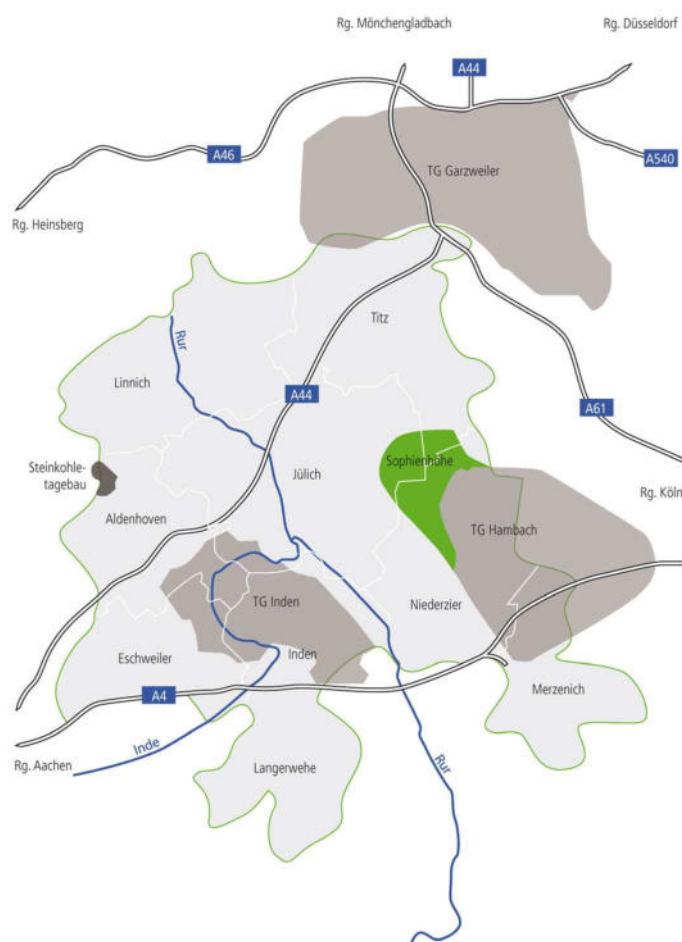 Rg. Mönchengladbach
Rg. Düsseldorf
A44
A46
A540
TG Garzweiler
Rg. Heinsberg
Titz
Rur
Linnich
A44
A61
Steinkohle-
tagebau
Sophienhöhe
Jülich
Rg. Köln
Aldenhoven
TG Hambach
TG Inden
Niederzier
Inden
Eschweiler
Merzenich
A4
Inde
Rg. Aachen
Langerwehe
Rur